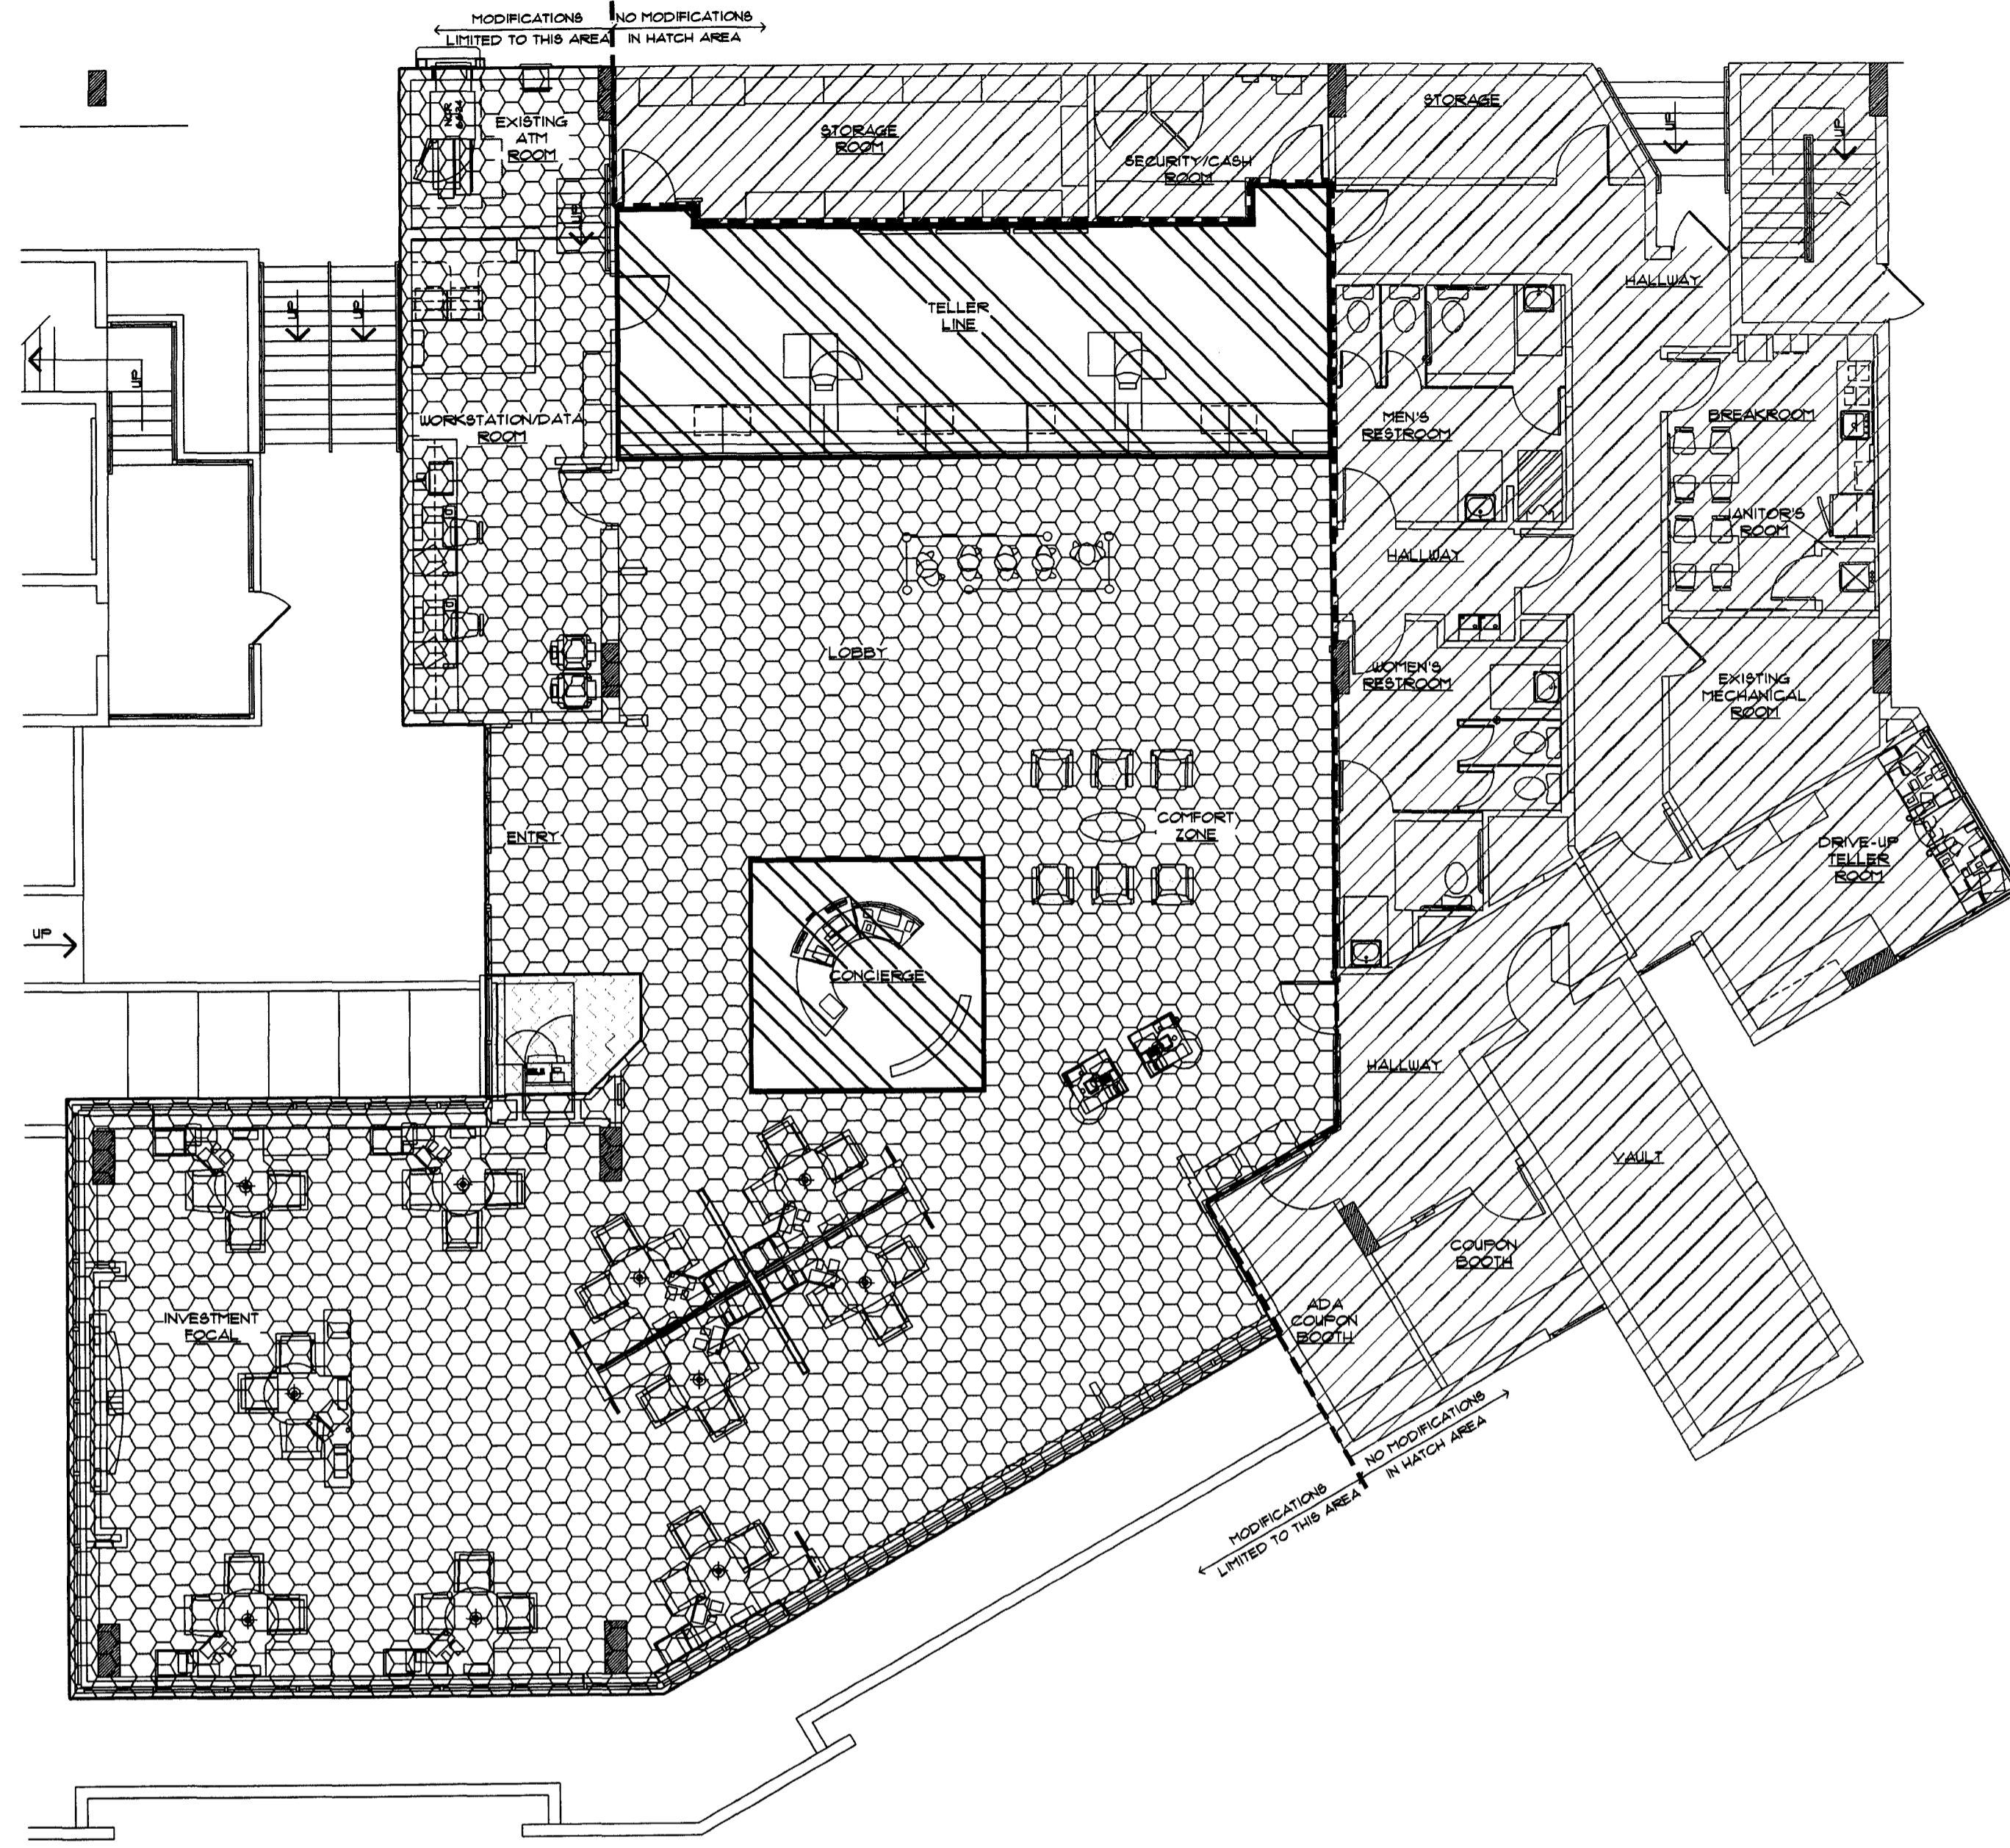 MODIFICATIONS
LIMITED TO THIS AREA
NO MODIFICATIONS
IN HATCH AREA
EXISTING
ATM
ROOM
STORAGE
ROOM
SECURITY/CASH
ROOM
STORAGE
UP
UP
UP
HALLWAY
TELLER
LINE
UP
UP
UP
WORKSTATION/DATA
ROOM
MEN'S
RESTROOM
BREAKROOM
JANITOR'S
ROOM
HALLWAY
LOBBY
WOMEN'S
RESTROOM
EXISTING
MECHANICAL
ROOM
ENTRY
COMFORT
ZONE
DRIVE-UP
TELLER
ROOM
UP
CONCIERGE
HALLWAY
VAULT
COUPON
BOOTH
INVESTMENT
FOCAL
ADA
COUPON
BOOTH
NO MODIFICATIONS
IN HATCH AREA
MODIFICATIONS
LIMITED TO THIS AREA